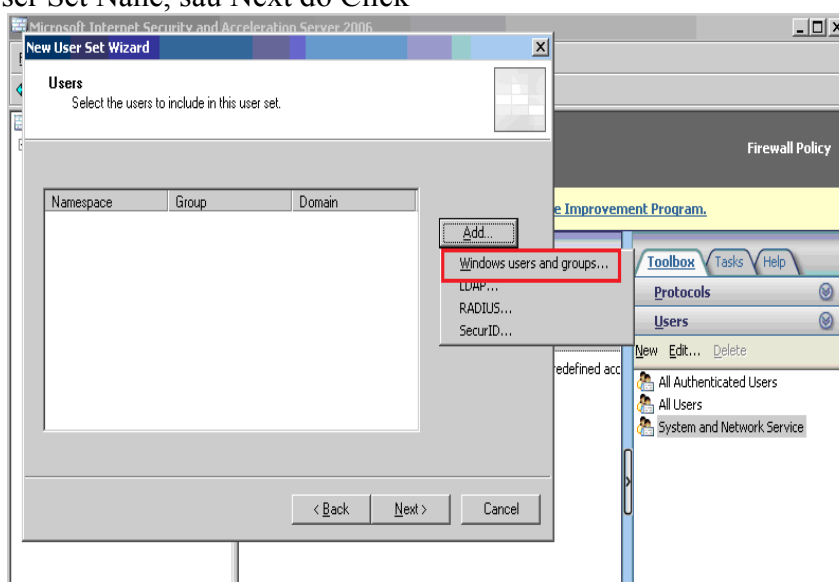 ser Set Name, sau Next do Click
Microsoft Internet Security and Acceleration Server 2006
New User Set Wizard
Users
Select the users to include in this user set.
Firewall Policy
Namespace Group Domain
e Improvement Program.
Add...
Windows users and groups...
LDAP...
RADIUS...
SecurID...
Toolbox Tasks Help
Protocols
Users
New Edit... Delete
redefined acc
All Authenticated Users
All Users
System and Network Service
< Back Next > Cancel